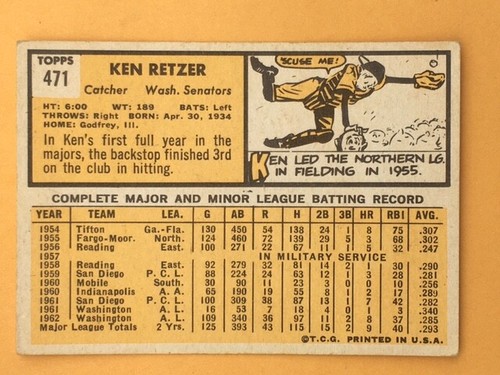 TOPPS
471
KEN RETZER
Catcher Wash. Senators
HT: 6:00 WT: 189 BATS: Left
THROWS: Right BORN: Apr. 30, 1934
HOME: Godfrey, Ill.
In Ken's first full year in the
majors, the backstop finished 3rd
on the club in hitting.
'SCUSE ME!
KEN LED THE NORTHERN LG.
IN FIELDING IN 1955.
COMPLETE MAJOR AND MINOR LEAGUE BATTING RECORD
YEAR TEAM LEA. G AB R H 2B 3B HR RBI AVG.
1954 Tifton Ga.-Fla. 130 450 54 138 24 1 8 75 .307
1955 Fargo-Moor. North. 124 460 72 139 29 5 3 68 .302
1956 Reading East. 100 271 22 67 11 1 5 32 .247
1957 IN MILITARY SERVICE
1958 Reading East. 92 279 32 81 14 2 1 30 .290
1959 San Diego P.C.L. 88 224 24 63 12 1 3 28 .281
1960 Mobile South. 30 90 11 23 3 0 0 10 .256
1960 Indianapolis A.A. 65 190 19 55 8 1 2 17 .289
1961 San Diego P.C.L. 100 309 38 87 13 1 7 42 .282
1961 Washington A.L. 16 53 7 18 4 0 1 3 .340
1962 Washington A.L. 109 340 36 97 11 2 8 37 .285
Major League Totals 2 Yrs. 125 393 43 115 15 2 9 40 .293
©T.C.G. PRINTED IN U.S.A.